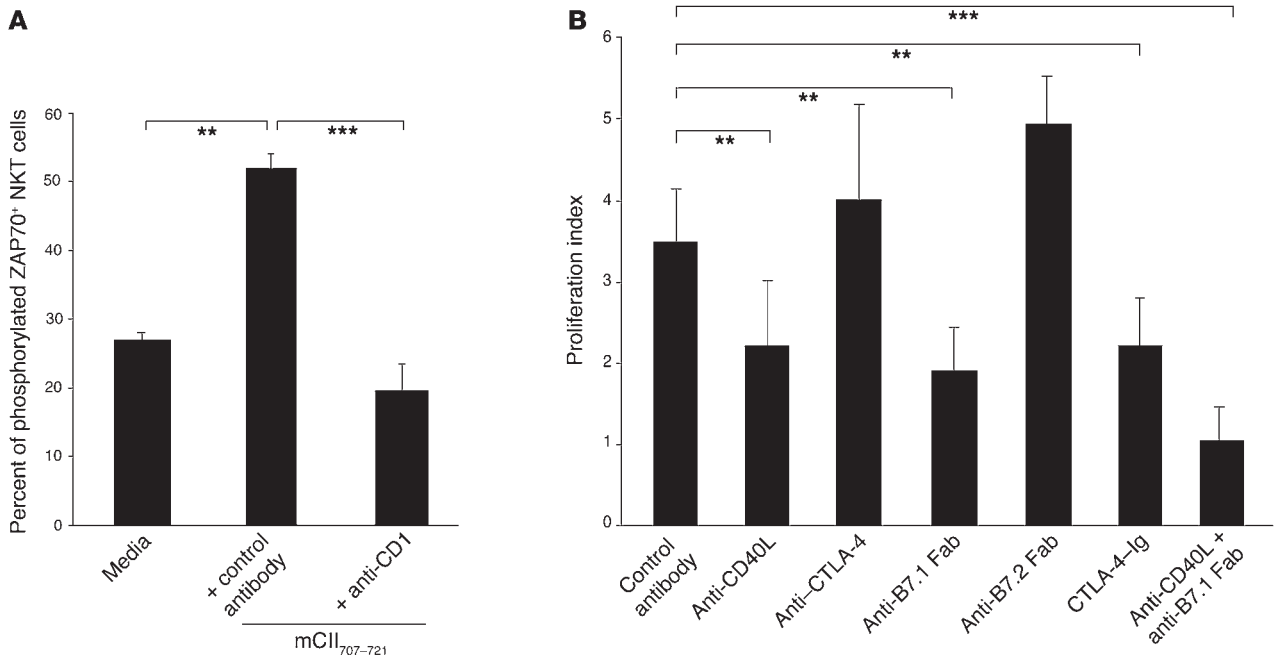 A
Percent of phosphorylated ZAP70+ NKT cells
60
50
40
30
20
10
0
**
***
Media
+ control
antibody
+ anti-CD1
mCII707–721
B
Proliferation index
6
5
4
3
2
1
0
***
**
**
**
Control
antibody
Anti-CD40L
Anti–CTLA-4
Anti-B7.1 Fab
Anti-B7.2 Fab
CTLA-4–Ig
Anti-CD40L +
anti-B7.1 Fab